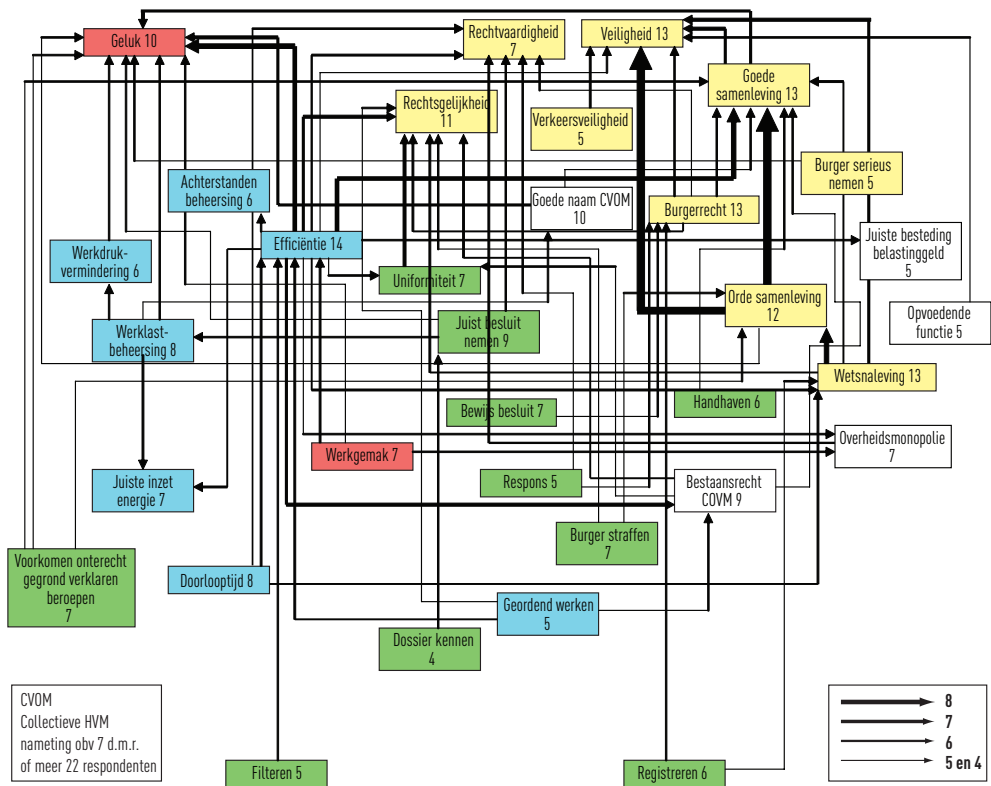 Geluk 10
Rechtvaardigheid
7
Veiligheid 13
Goede
samenleving 13
Rechtsgelijkheid
11
Verkeersveiligheid
5
Burger serieus
nemen 5
Achterstanden
beheersing 6
Goede naam CVOM
10
Burgerrecht 13
Juiste besteding
belastinggeld
5
Werkdruk-
vermindering 6
Efficiëntie 14
Uniformiteit 7
Orde samenleving
12
Opvoedende
functie 5
Werklast-
beheersing 8
Juist besluit
nemen 9
Wetsnaleving 13
Handhaven 6
Bewijs besluit 7
Overheidsmonopolie
7
Werkgemak 7
Juiste inzet
energie 7
Respons 5
Bestaansrecht
COVM 9
Burger straffen
7
Voorkomen onterecht
gegrond verklaren
beroepen
7
Doorlooptijd 8
Geordend werken
5
Dossier kennen
4
CVOM
Collectieve HVM
nameting obv 7 d.m.r.
of meer 22 respondenten
Filteren 5
Registreren 6
8
7
6
5 en 4